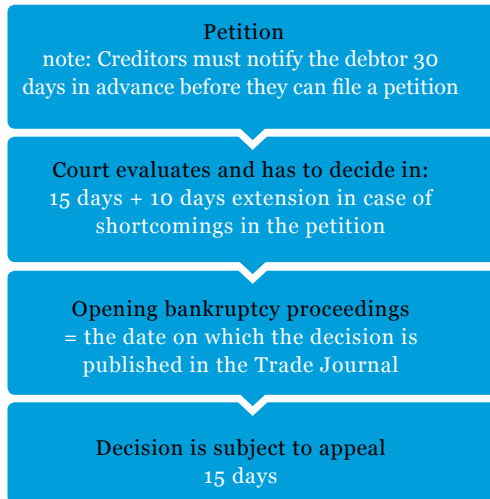 Petition
note: Creditors must notify the debtor 30
days in advance before they can file a petition
Court evaluates and has to decide in:
15 days + 10 days extension in case of
shortcomings in the petition
Opening bankruptcy proceedings
= the date on which the decision is
published in the Trade Journal
Decision is subject to appeal
15 days